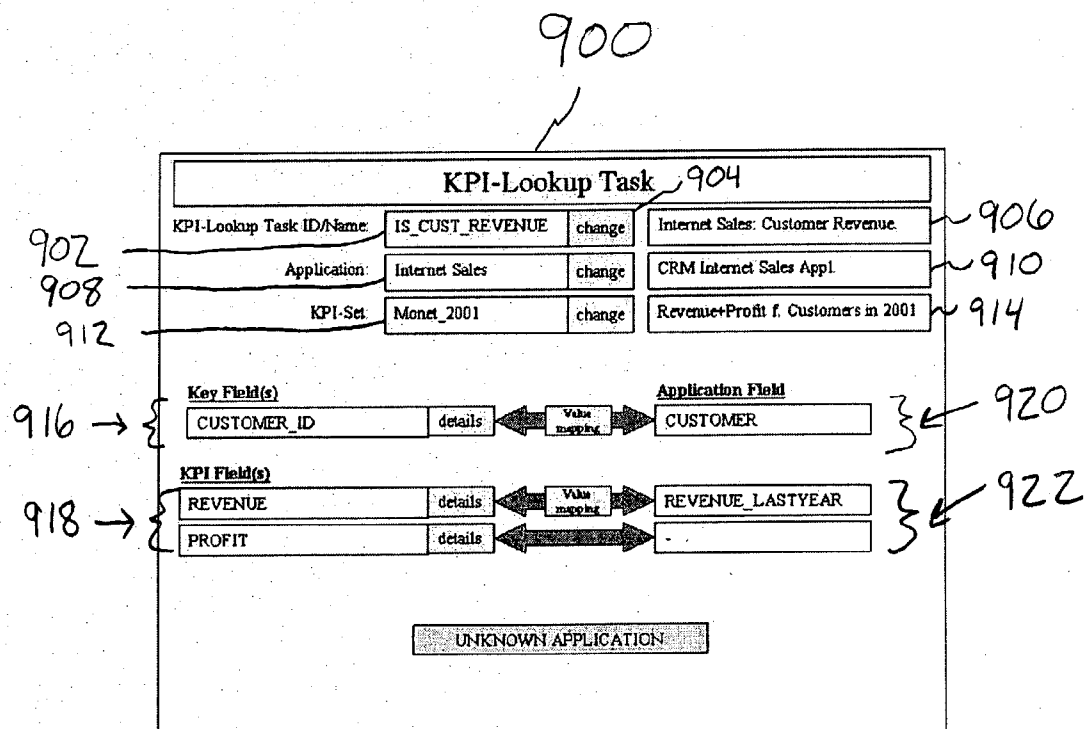 900
KPI-Lookup Task 904
KPI-Lookup Task ID/Name: IS_CUST_REVENUE change Internet Sales: Customer Revenue. 906
902
Application: Internet Sales change CRM Internet Sales Appl. 910
908
KPI-Set: Monet_2001 change Revenue+Profit f. Customers in 2001 914
912
Key Field(s) Application Field
916 CUSTOMER_ID details Value mapping CUSTOMER 920
KPI Field(s)
918 REVENUE details Value mapping REVENUE_LASTYEAR 922
PROFIT details -
UNKNOWN APPLICATION